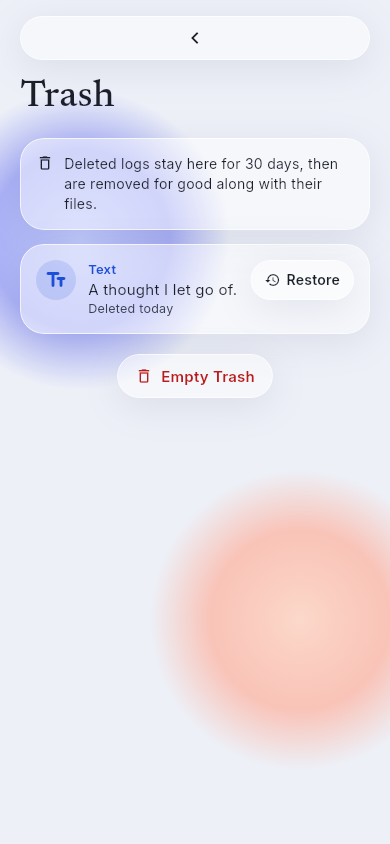 Trash
Deleted logs stay here for 30 days, then
are removed for good along with their
files.
Text
A thought I let go of.
Deleted today
Restore
Empty Trash